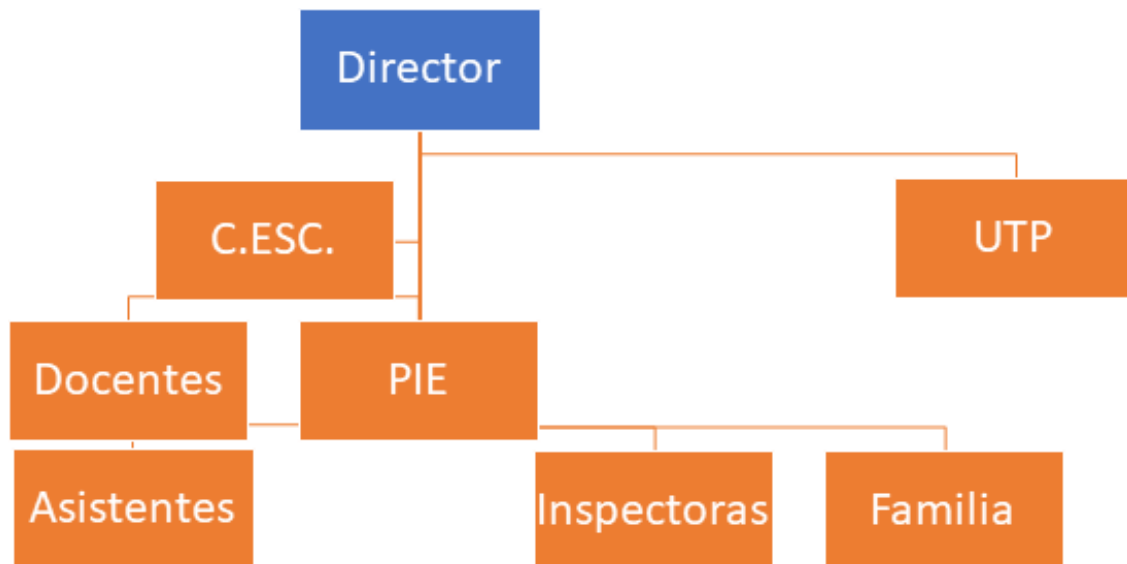 Director
C.ESC.
UTP
Docentes
PIE
Asistentes
Inspectoras
Familia